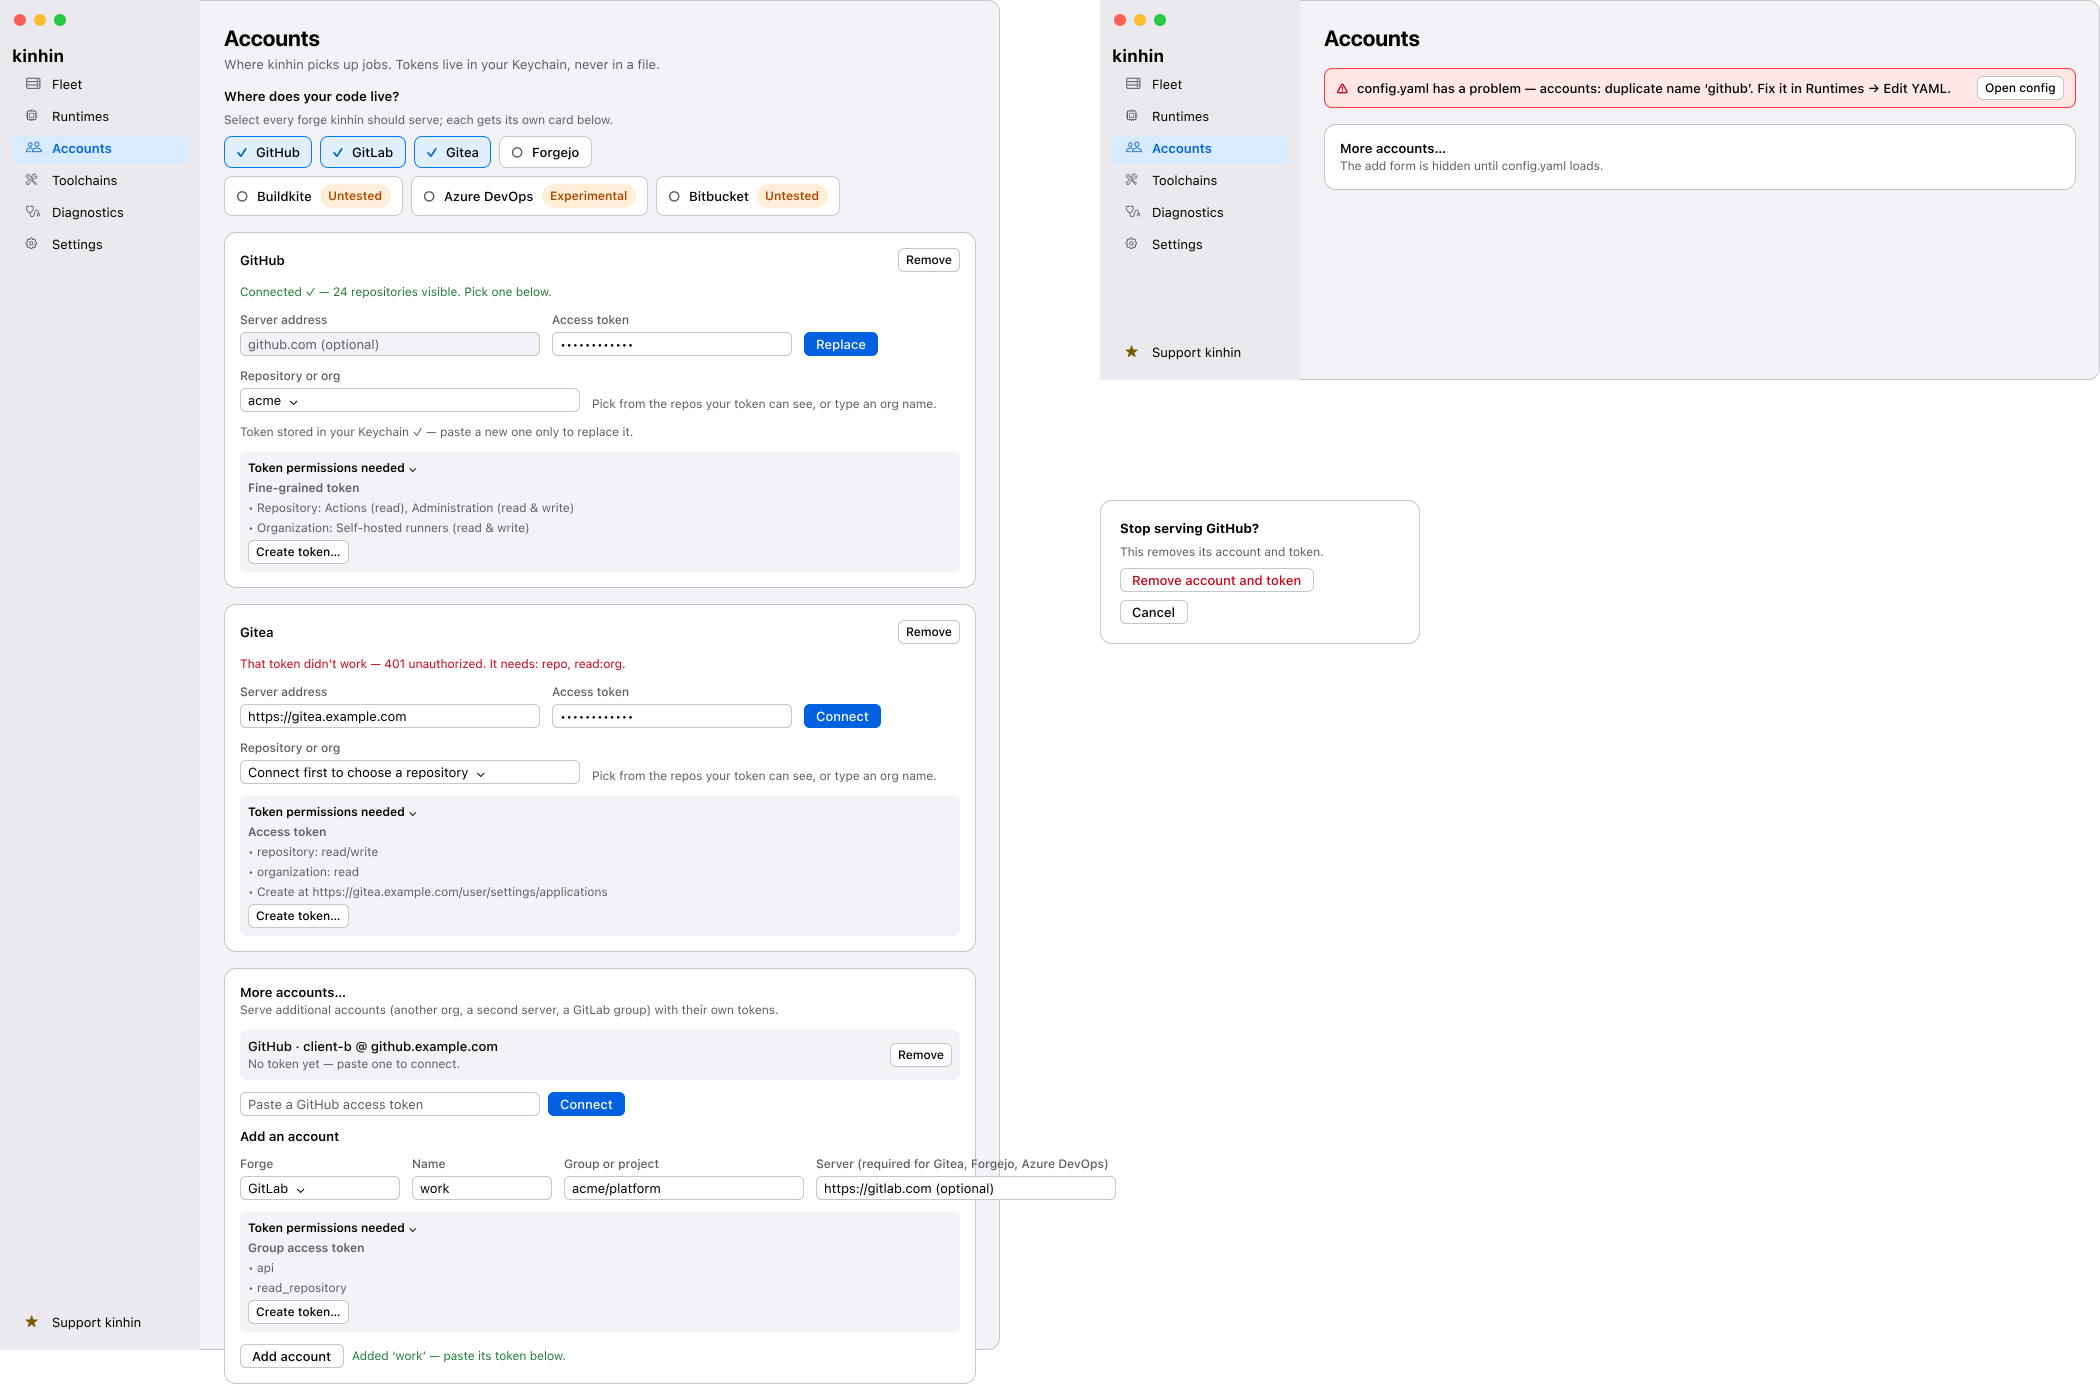 kinhin
Fleet
Runtimes
Accounts
Toolchains
Diagnostics
Settings
Support kinhin
Accounts
Where kinhin picks up jobs. Tokens live in your Keychain, never in a file.
Where does your code live?
Select every forge kinhin should serve; each gets its own card below.
✓ GitHub ✓ GitLab ✓ Gitea Forgejo
Buildkite Untested Azure DevOps Experimental Bitbucket Untested
GitHub Remove
Connected ✓ — 24 repositories visible. Pick one below.
Server address Access token
github.com (optional) •••••••••••• Replace
Repository or org
acme Pick from the repos your token can see, or type an org name.
Token stored in your Keychain ✓ — paste a new one only to replace it.
Token permissions needed
Fine-grained token
• Repository: Actions (read), Administration (read & write)
• Organization: Self-hosted runners (read & write)
Create token...
Gitea Remove
That token didn't work — 401 unauthorized. It needs: repo, read:org.
Server address Access token
https://gitea.example.com •••••••••••• Connect
Repository or org
Connect first to choose a repository Pick from the repos your token can see, or type an org name.
Token permissions needed
Access token
• repository: read/write
• organization: read
• Create at https://gitea.example.com/user/settings/applications
Create token...
More accounts...
Serve additional accounts (another org, a second server, a GitLab group) with their own tokens.
GitHub · client-b @ github.example.com Remove
No token yet — paste one to connect.
Paste a GitHub access token Connect
Add an account
Forge Name Group or project Server (required for Gitea, Forgejo, Azure DevOps)
GitLab work acme/platform https://gitlab.com (optional)
Token permissions needed
Group access token
• api
• read_repository
Create token...
Add account Added ‘work’ — paste its token below.
kinhin
Fleet
Runtimes
Accounts
Toolchains
Diagnostics
Settings
Support kinhin
Accounts
config.yaml has a problem — accounts: duplicate name ‘github’. Fix it in Runtimes → Edit YAML. Open config
More accounts...
The add form is hidden until config.yaml loads.
Stop serving GitHub?
This removes its account and token.
Remove account and token
Cancel